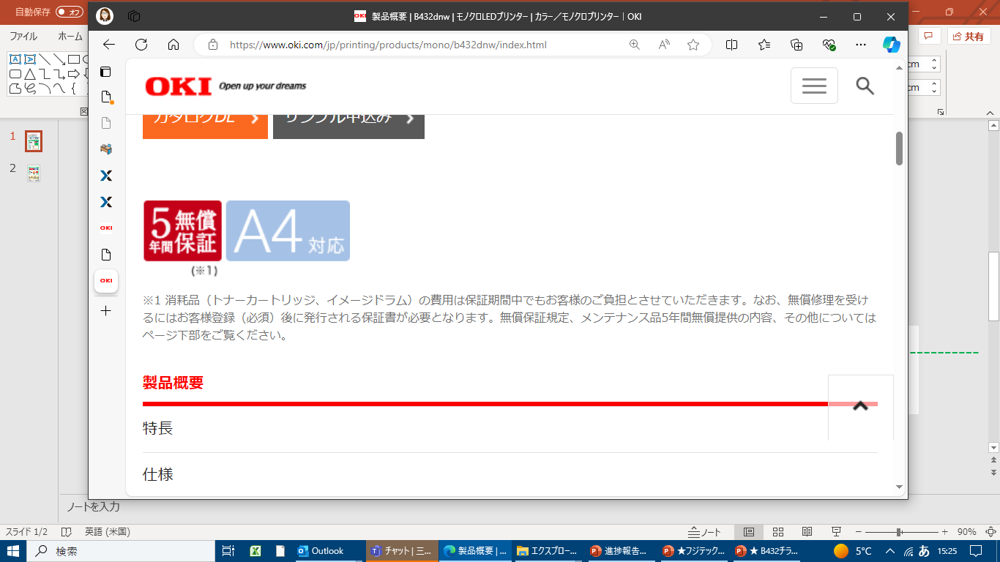 自動保存 オフ
OKI 製品概要 | B432dnw | モノクロLEDプリンター | カラー／モノクロプリンター｜OKI
ファイル ホーム
共有
https://www.oki.com/jp/printing/products/mono/b432dnw/index.html
cm
cm
OKI Open up your dreams
カタログDL サンプル申込み
1
2
5年間無償保証
A4対応
(※1)
※1 消耗品（トナーカートリッジ、イメージドラム）の費用は保証期間中でもお客様のご負担とさせていただきます。なお、無償修理を受け
るにはお客様登録（必須）後に発行される保証書が必要となります。無償保証規定、メンテナンス品5年間無償提供の内容、その他については
ページ下部をご覧ください。
OKI
OKI
製品概要
特長
仕様
ノートを入力
スライド 1/2 英語 (米国) ノート 90%
検索 Outlook チャット | 三... 製品概要 | ... エクスプロー... 進捗報告... ★フジテック... ★ B432チラ... 5°C あ 15:25